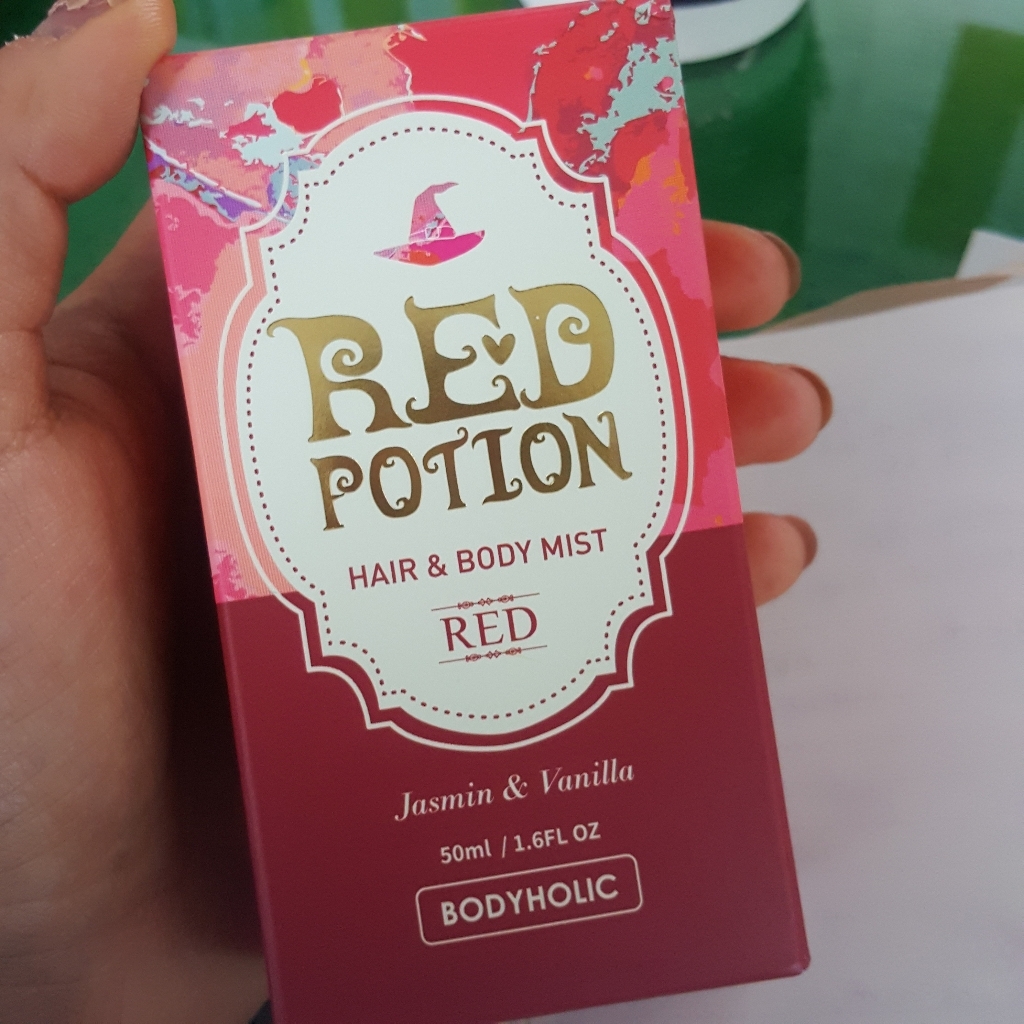 RED
POTION
HAIR & BODY MIST
RED
Jasmin & Vanilla
50ml / 1.6FL OZ
BODYHOLIC